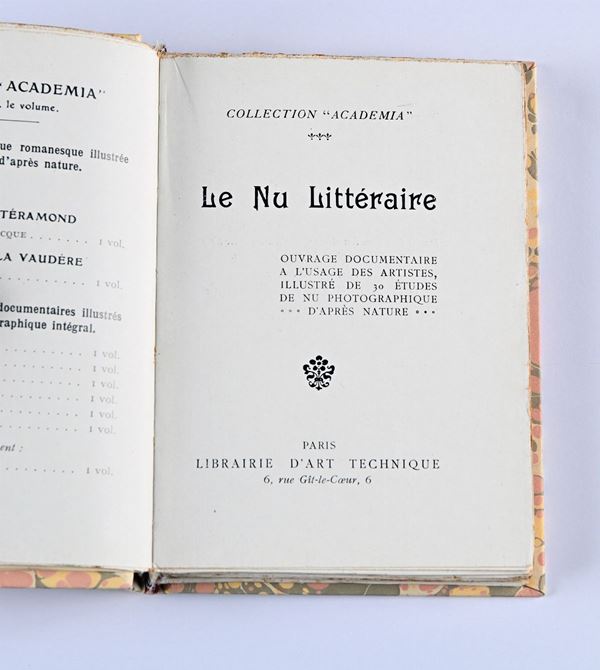 "ACADEMIA"
le volume.
que romanesque illustrée
d'après nature.
TÉRAMOND
CQUE . . . . . . . 1 vol.
LA VAUDÈRE
. . . . . . . . . 1 vol.
documentaires illustrés
graphique intégral.
. . . . . . . . . 1 vol.
. . . . . . . . . 1 vol.
. . . . . . . . . 1 vol.
. . . . . . . . . 1 vol.
. . . . . . . . . 1 vol.
. . . . . . . . . 1 vol.
ment :
. . . . . . . . . 1 vol.
COLLECTION "ACADEMIA"
Le Nu Littéraire
OUVRAGE DOCUMENTAIRE
A L'USAGE DES ARTISTES,
ILLUSTRÉ DE 30 ÉTUDES
DE NU PHOTOGRAPHIQUE
D'APRÈS NATURE
PARIS
LIBRAIRIE D'ART TECHNIQUE
6, rue Gît-le-Cœur, 6